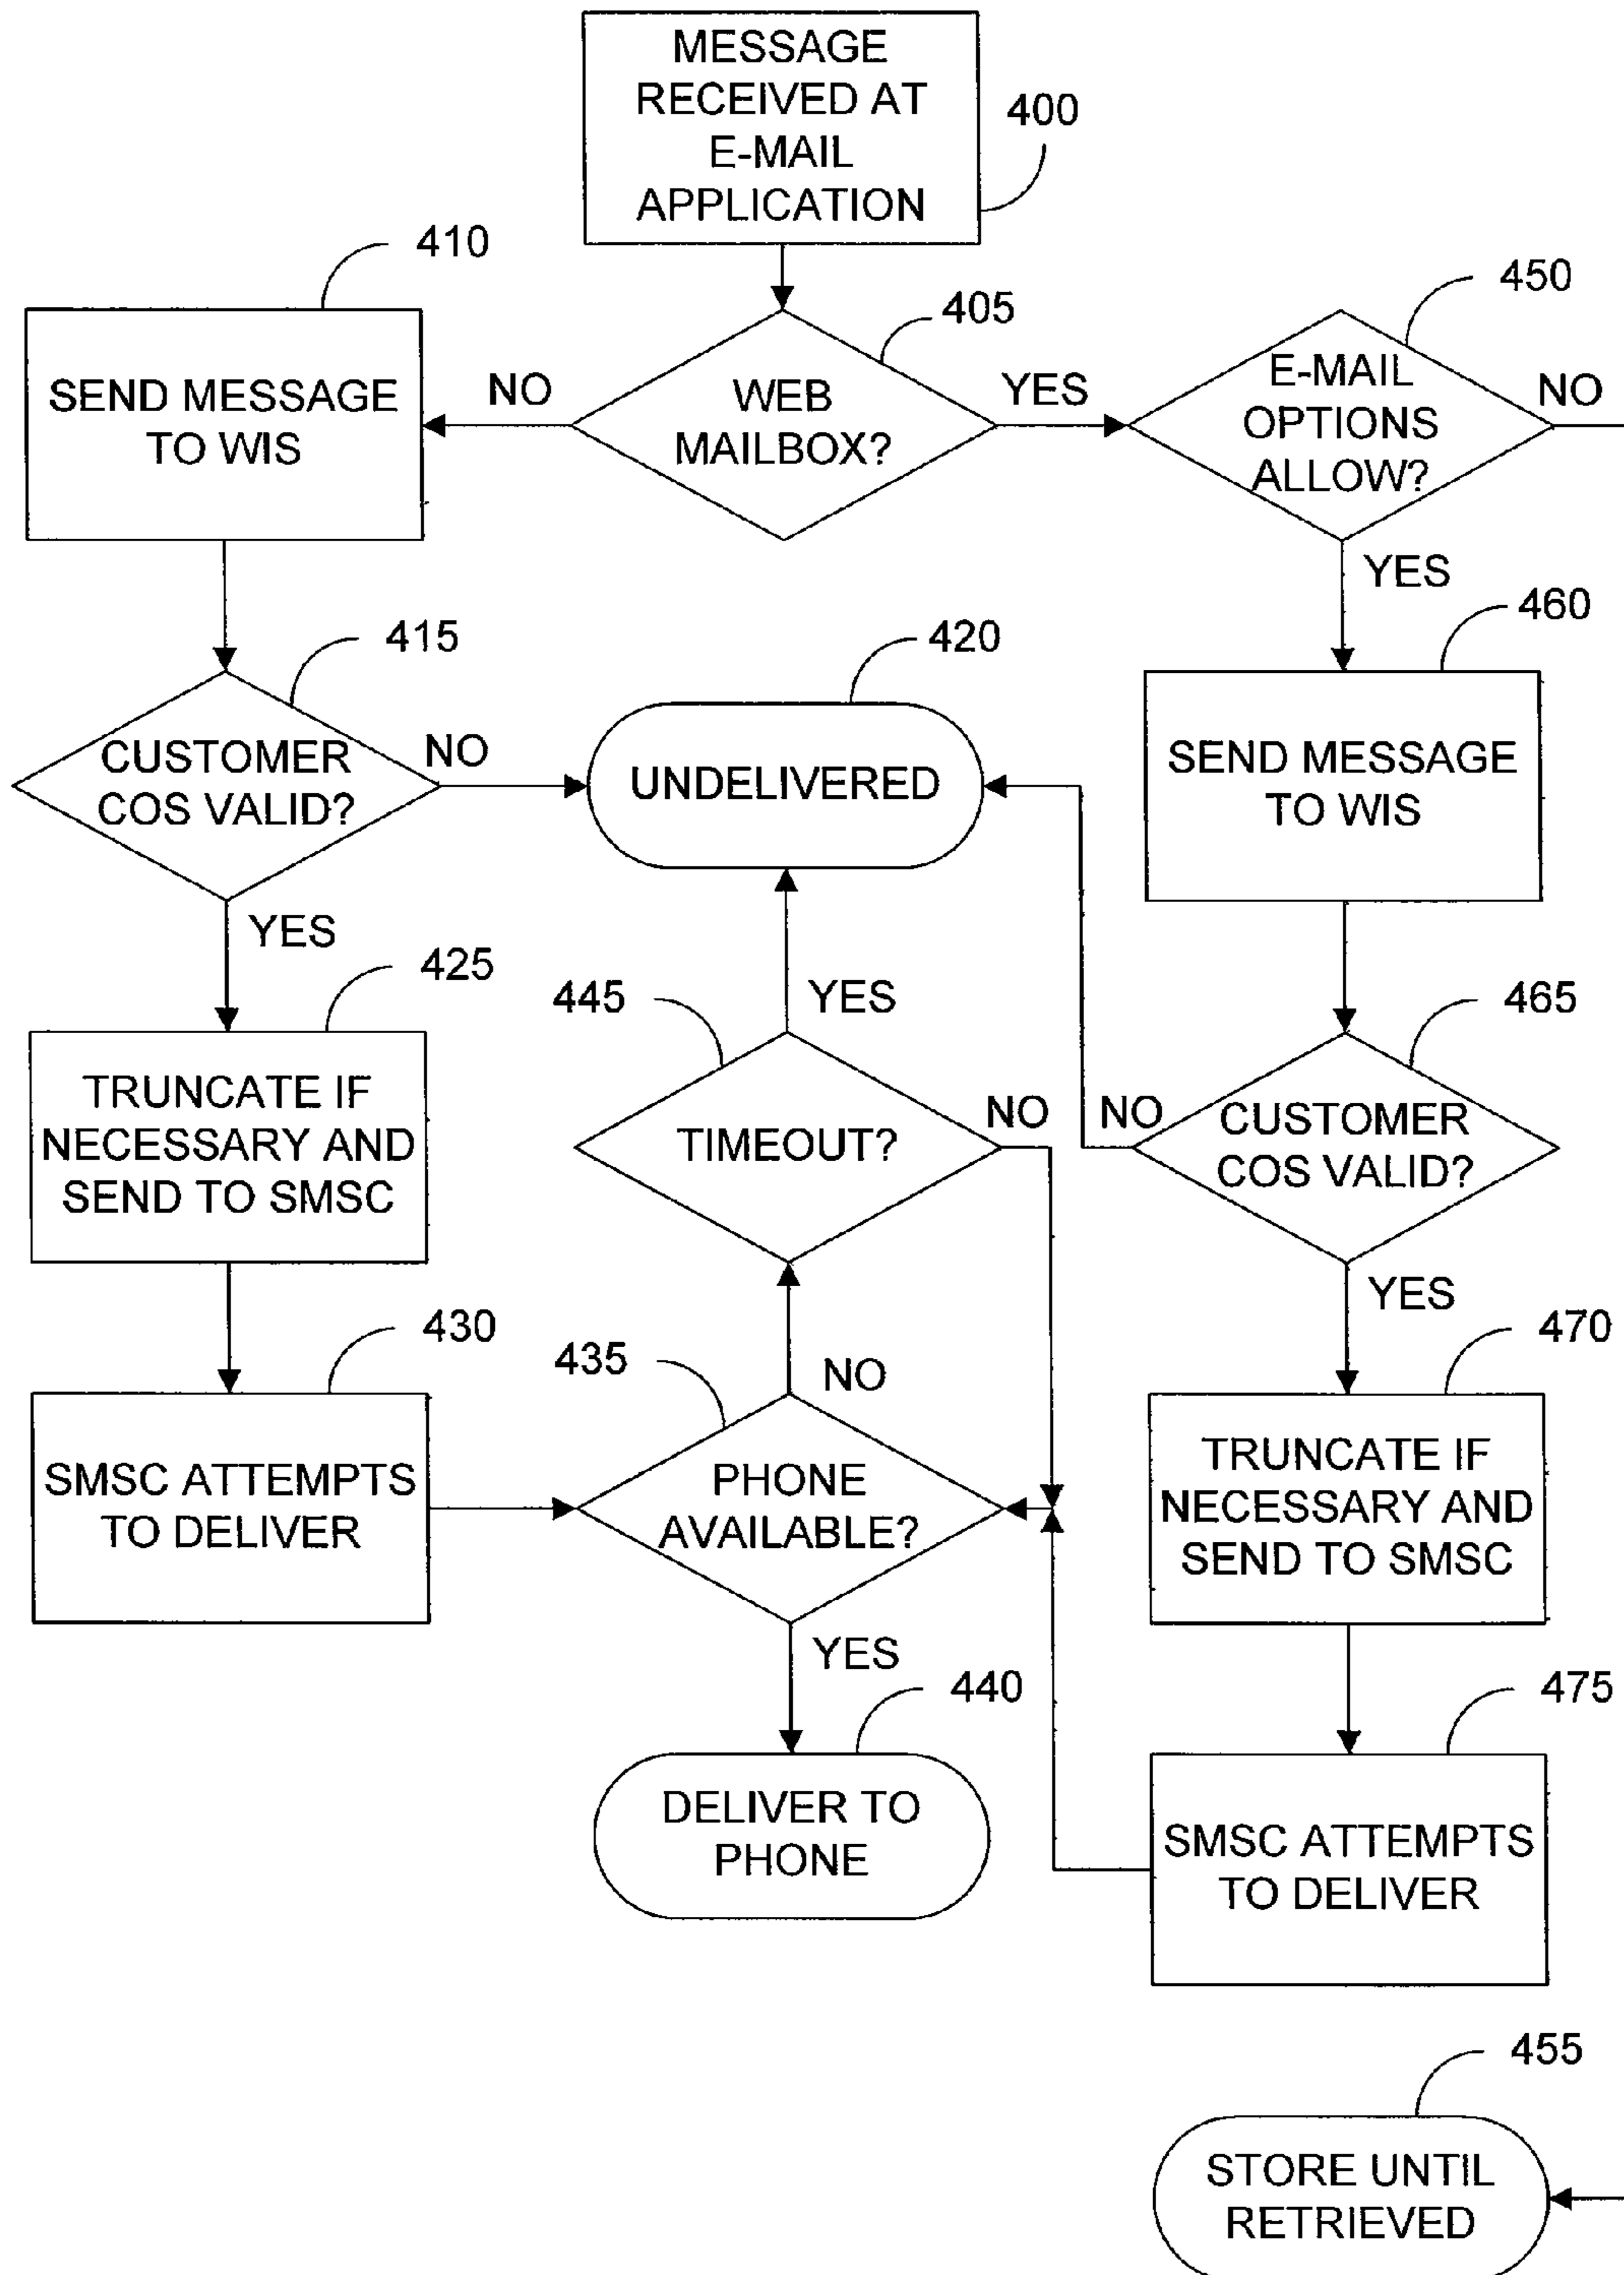 MESSAGE
RECEIVED AT
E-MAIL
APPLICATION
400
410
SEND MESSAGE
TO WIS
NO
405
WEB
MAILBOX?
YES
450
E-MAIL
OPTIONS
ALLOW?
NO
YES
415
CUSTOMER
COS VALID?
NO
YES
420
UNDELIVERED
460
SEND MESSAGE
TO WIS
425
TRUNCATE IF
NECESSARY AND
SEND TO SMSC
445
YES
TIMEOUT?
NO
465
NO
CUSTOMER
COS VALID?
YES
430
SMSC ATTEMPTS
TO DELIVER
435
NO
PHONE
AVAILABLE?
YES
470
TRUNCATE IF
NECESSARY AND
SEND TO SMSC
440
DELIVER TO
PHONE
475
SMSC ATTEMPTS
TO DELIVER
455
STORE UNTIL
RETRIEVED